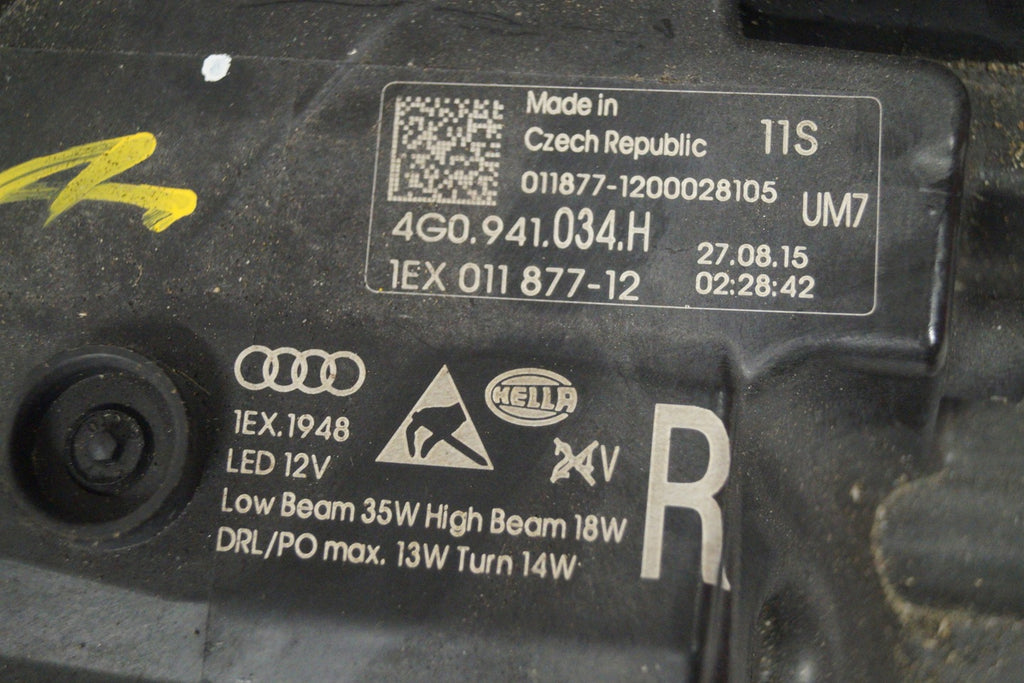 Made in
Czech Republic
11S
011877-1200028105
UM7
4G0.941.034.H
27.08.15
1EX 011 877-12
02:28:42
HELLA
1EX.1948
LED 12V
24V
R
Low Beam 35W High Beam 18W
DRL/PO max. 13W Turn 14W